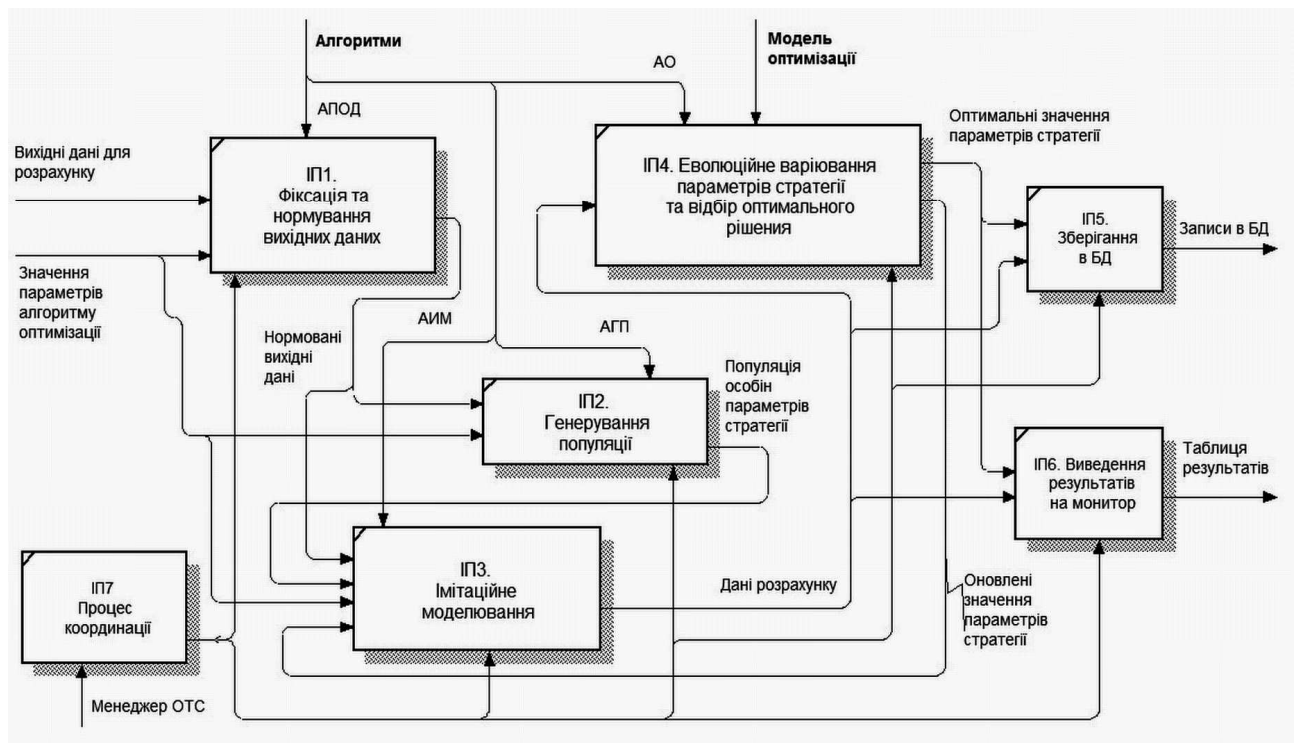 Алгоритми
Модель
оптимізації
АО
АПОД
Оптимальні значення
параметрів стратегії
Вихідні дані для
розрахунку
ІП1.
Фіксація та
нормування
вихідних даних
ІП4. Еволюційне варіювання
параметрів стратегії
та відбір оптимального
рішення
ІП5.
Зберігання
в БД
Записи в БД
Значення
параметрів
алгоритму
оптимізації
Нормовані
вихідні
дані
АИМ
АГП
Популяція
особін
параметрів
стратегії
ІП2.
Генерування
популяції
ІП6. Виведення
результатів
на монитор
Таблиця
результатів
ІП3.
Імітаційне
моделювання
ІП7
Процес
координації
Дані розрахунку
Оновлені
значення
параметрів
стратегії
Менеджер ОТС